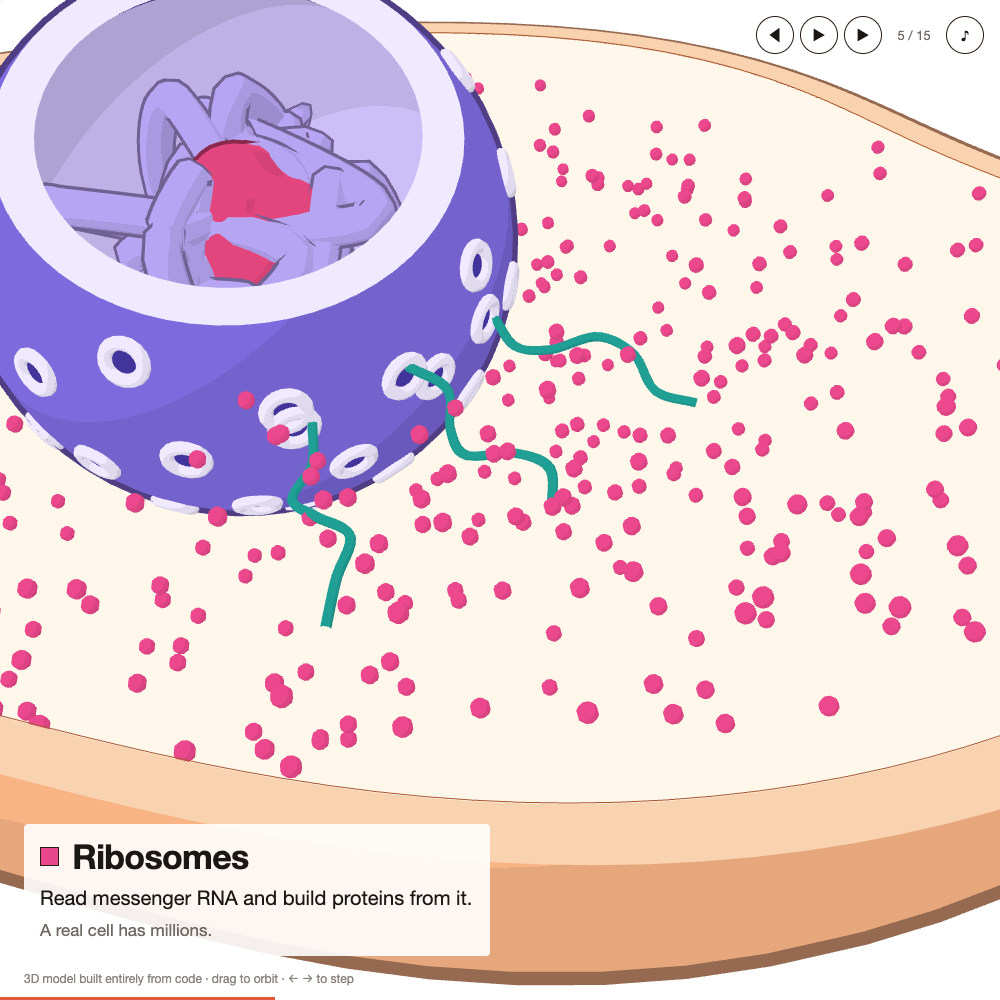 5 / 15
Ribosomes
Read messenger RNA and build proteins from it.
A real cell has millions.
3D model built entirely from code · drag to orbit · ← → to step